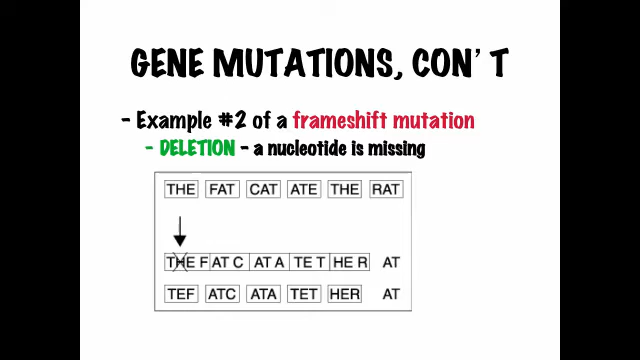 GENE MUTATIONS, CON'T
- Example #2 of a frameshift mutation
- DELETION - a nucleotide is missing
THE FAT CAT ATE THE RAT
THE F AT C AT A TE T HE R AT
TEF ATC ATA TET HER AT